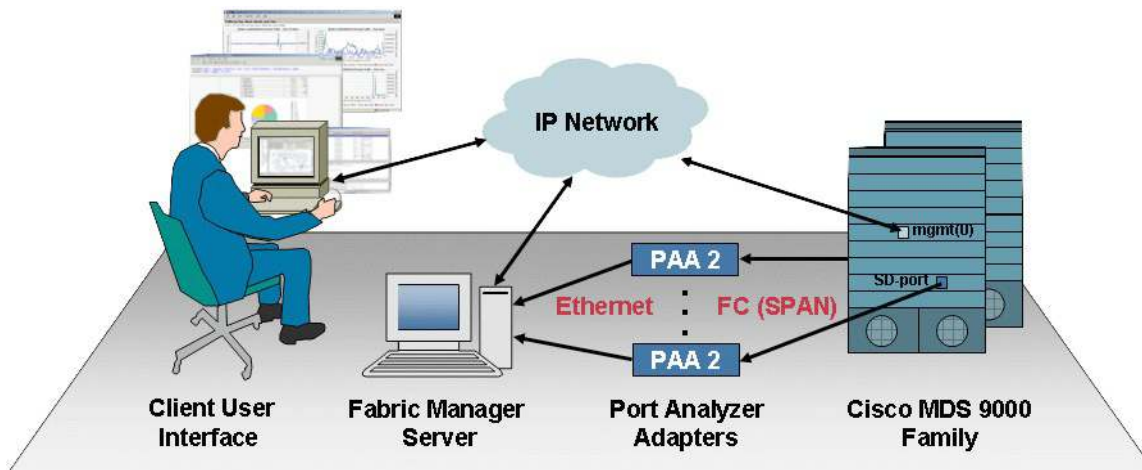 IP Network
mgmt(0)
SD-port
PAA 2
Ethernet
FC (SPAN)
PAA 2
Client User
Interface
Fabric Manager
Server
Port Analyzer
Adapters
Cisco MDS 9000
Family